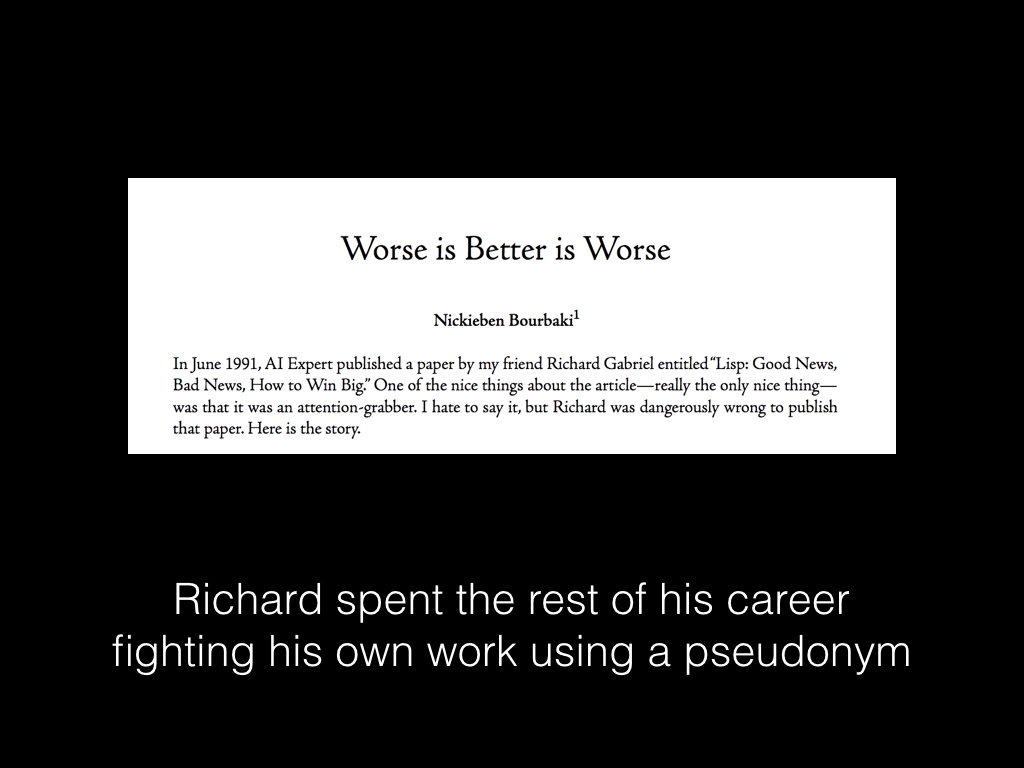 Worse is Better is Worse
Nickieben Bourbaki¹
In June 1991, AI Expert published a paper by my friend Richard Gabriel entitled “Lisp: Good News,
Bad News, How to Win Big.” One of the nice things about the article—really the only nice thing—
was that it was an attention-grabber. I hate to say it, but Richard was dangerously wrong to publish
that paper. Here is the story.
Richard spent the rest of his career
fighting his own work using a pseudonym